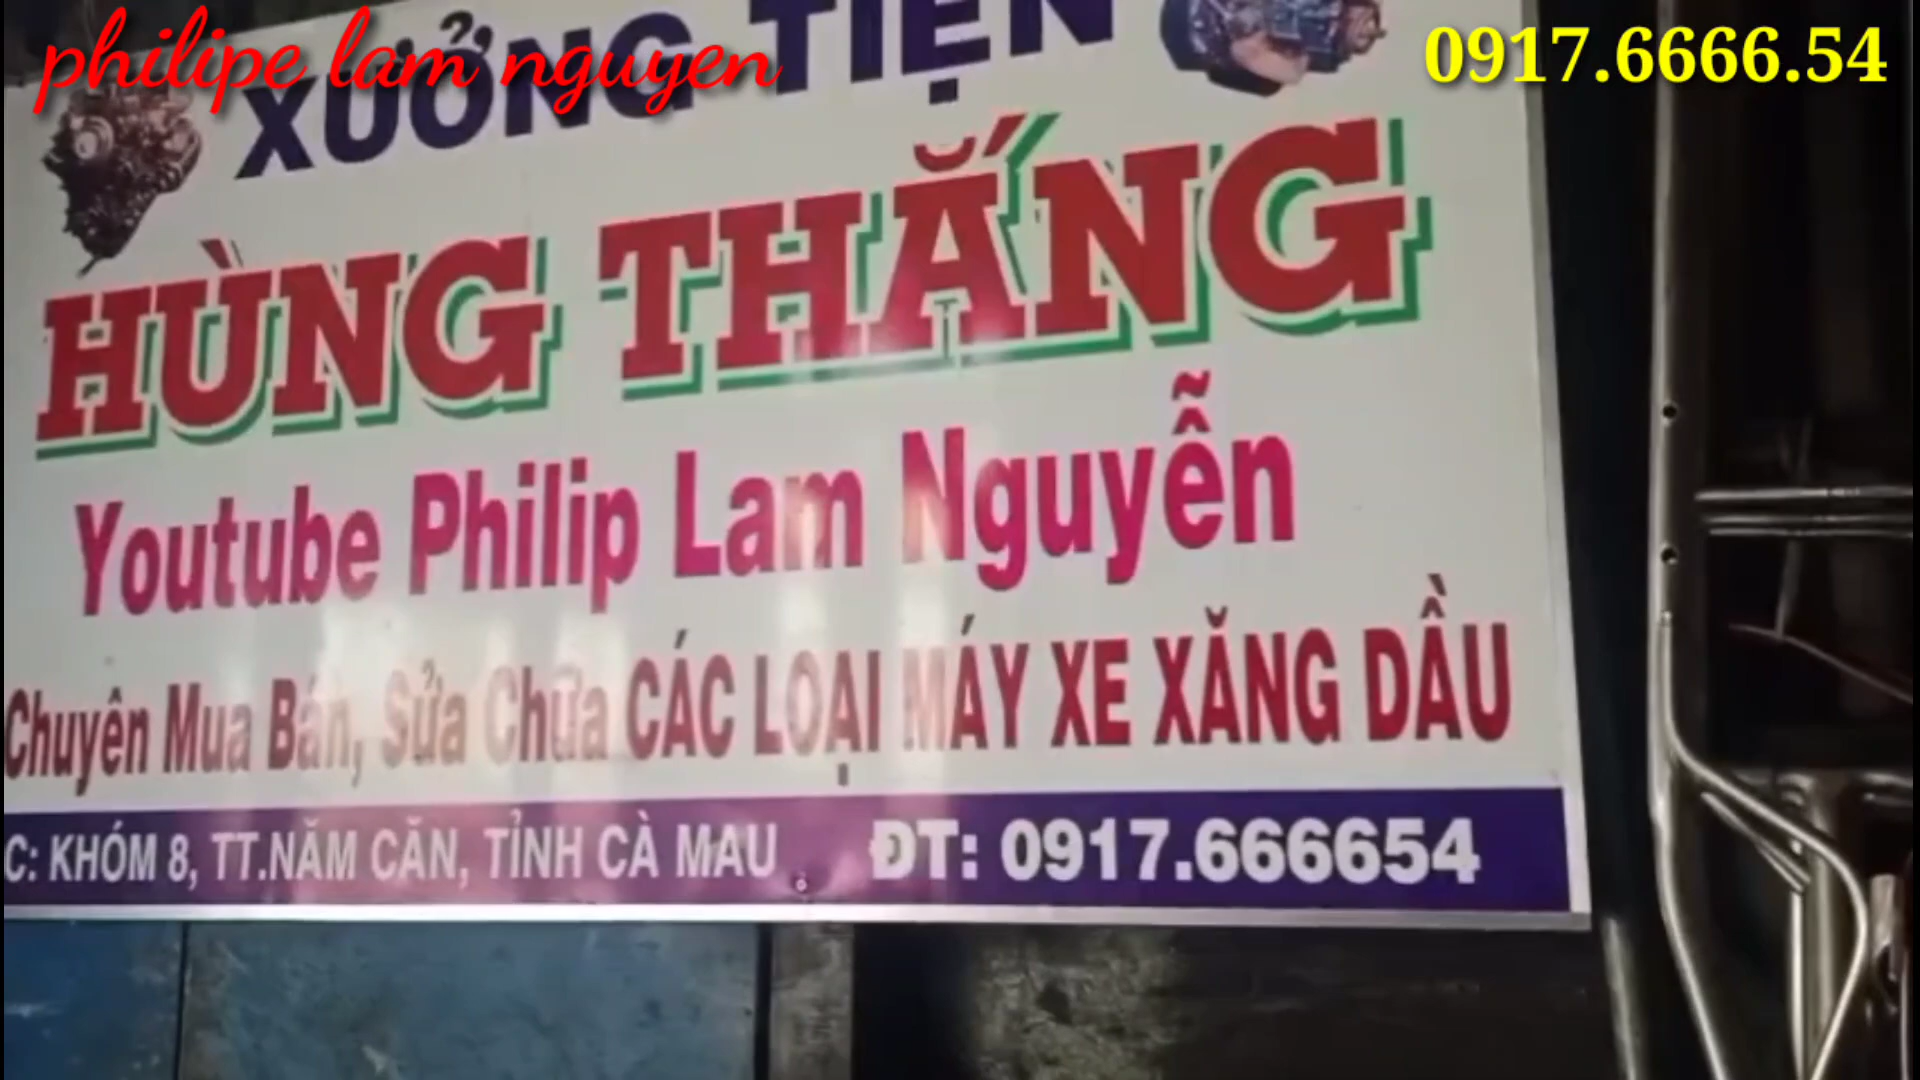 philipe lam nguyen
0917.6666.54
XƯỞNG TIỆN
HÙNG THẮNG
Youtube Philip Lam Nguyễn
Chuyên Mua Bán, Sửa Chữa CÁC LOẠI MÁY XE XĂNG DẦU
C: KHÓM 8, TT.NĂM CĂN, TỈNH CÀ MAU ĐT: 0917.666654